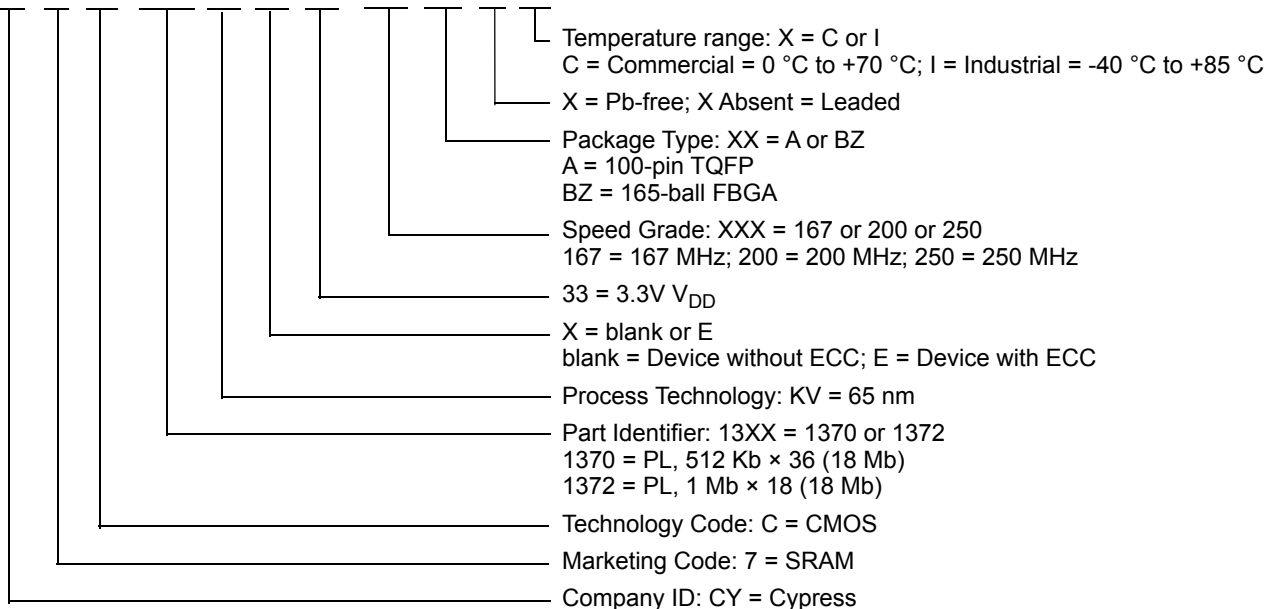 Temperature range: X = C or I
C = Commercial = 0 °C to +70 °C; I = Industrial = -40 °C to +85 °C
X = Pb-free; X Absent = Leaded
Package Type: XX = A or BZ
A = 100-pin TQFP
BZ = 165-ball FBGA
Speed Grade: XXX = 167 or 200 or 250
167 = 167 MHz; 200 = 200 MHz; 250 = 250 MHz
33 = 3.3V VDD
X = blank or E
blank = Device without ECC; E = Device with ECC
Process Technology: KV = 65 nm
Part Identifier: 13XX = 1370 or 1372
1370 = PL, 512 Kb × 36 (18 Mb)
1372 = PL, 1 Mb × 18 (18 Mb)
Technology Code: C = CMOS
Marketing Code: 7 = SRAM
Company ID: CY = Cypress